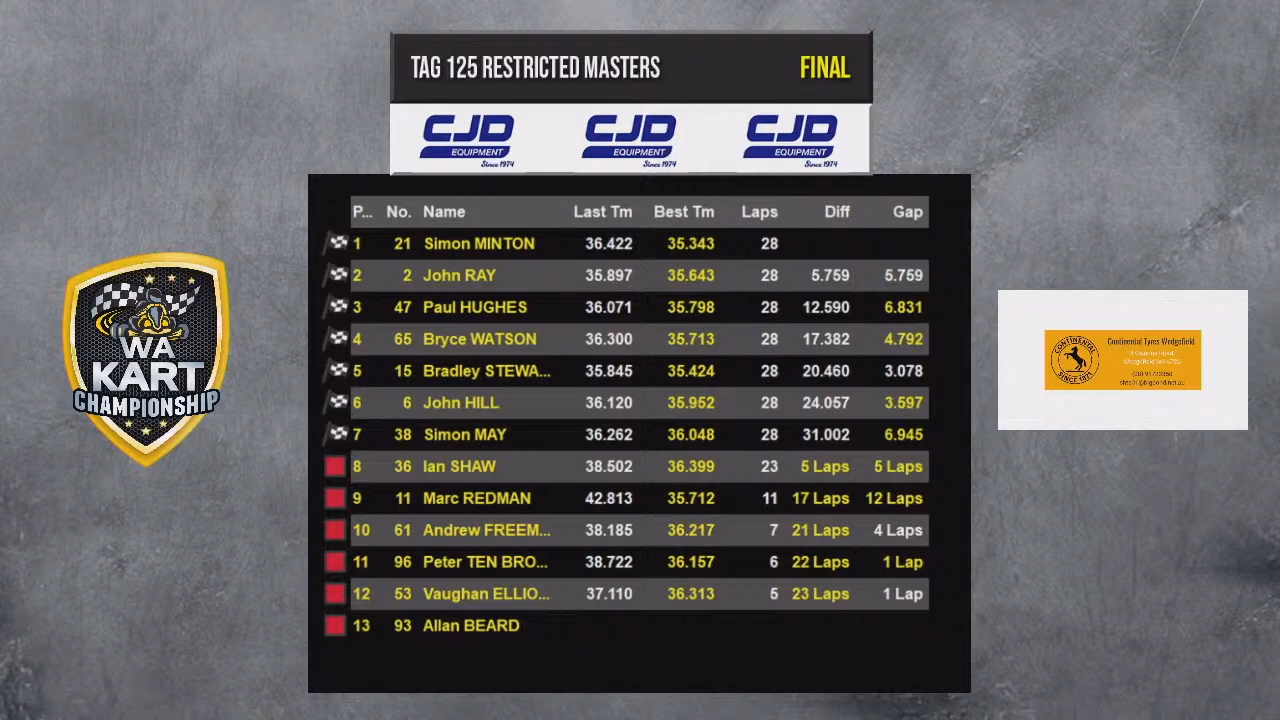 TAG 125 RESTRICTED MASTERS FINAL
CJD CJD CJD
EQUIPMENT EQUIPMENT EQUIPMENT
Since 1974 Since 1974 Since 1974
P... No. Name Last Tm Best Tm Laps Diff Gap
1 21 Simon MINTON 36.422 35.343 28
2 2 John RAY 35.897 35.643 28 5.759 5.759
3 47 Paul HUGHES 36.071 35.798 28 12.590 6.831
4 65 Bryce WATSON 36.300 35.713 28 17.382 4.792
5 15 Bradley STEWA... 35.845 35.424 28 20.460 3.078
6 6 John HILL 36.120 35.952 28 24.057 3.597
7 38 Simon MAY 36.262 36.048 28 31.002 6.945
8 36 Ian SHAW 38.502 36.399 23 5 Laps 5 Laps
9 11 Marc REDMAN 42.813 35.712 11 17 Laps 12 Laps
10 61 Andrew FREEM... 38.185 36.217 7 21 Laps 4 Laps
11 96 Peter TEN BRO... 38.722 36.157 6 22 Laps 1 Lap
12 53 Vaughan ELLIO... 37.110 36.313 5 23 Laps 1 Lap
13 93 Allan BEARD
WA
KART
CHAMPIONSHIP
CONTINENTAL
SINCE 1871
Continental Tyres Wedgefield
Road,
Wedgefield WA 6721